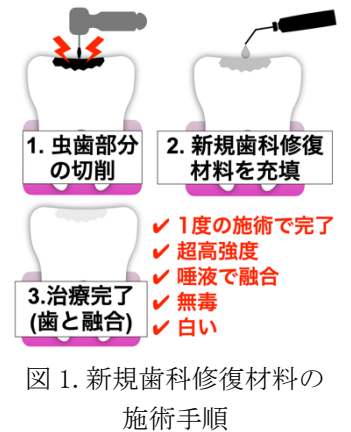 1. 虫歯部分
の切削
2. 新規歯科修復
材料を充填
3.治療完了
(歯と融合)
✔ 1度の施術で完了
✔ 超高強度
✔ 唾液で融合
✔ 無毒
✔ 白い
図 1. 新規歯科修復材料の
施術手順